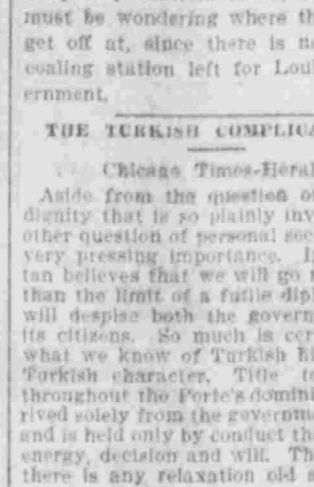 must be wondering where th
get off at, since there is n
coaling station left for Loui
ernment.
THE TURKISH COMPLICA
Chicago Times-Heral
Aside from the question o
dignity that is so plainly inv
other question of personal sec
very pressing importance. I
tan believes that we will go
than the limit of a futile dipl
will despise both the govern
its citizens. So much is cer
what we know of Turkish hi
Turkish character. Title to
throughout the Porte's domini
rived solely from the governme
and is held only by conduct the
energy, decision and will. Th
there is any relaxation old